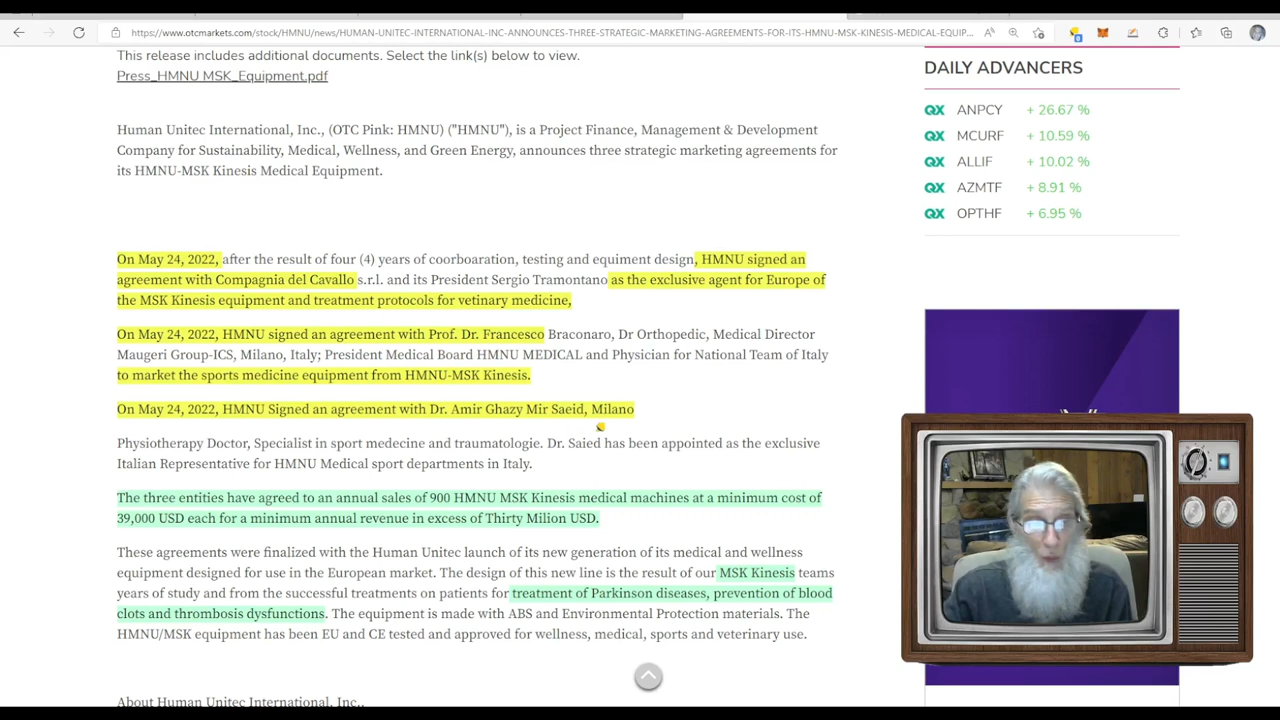 https://www.otcmarkets.com/stock/HMNU/news/HUMAN-UNITEC-INTERNATIONAL-INC-ANNOUNCES-THREE-STRATEGIC-MARKETING-AGREEMENTS-FOR-ITS-HMNU-MSK-KINESIS-MEDICAL-EQUIP...
This release includes additional documents. Select the link(s) below to view.
Press_HMNU MSK_Equipment.pdf
Human Unitec International, Inc., (OTC Pink: HMNU) ("HMNU"), is a Project Finance, Management & Development
Company for Sustainability, Medical, Wellness, and Green Energy, announces three strategic marketing agreements for
its HMNU-MSK Kinesis Medical Equipment.
On May 24, 2022, after the result of four (4) years of coorboaration, testing and equiment design, HMNU signed an
agreement with Compagnia del Cavallo s.r.l. and its President Sergio Tramontano as the exclusive agent for Europe of
the MSK Kinesis equipment and treatment protocols for vetinary medicine,
On May 24, 2022, HMNU signed an agreement with Prof. Dr. Francesco Braconaro, Dr Orthopedic, Medical Director
Maugeri Group-ICS, Milano, Italy; President Medical Board HMNU MEDICAL and Physician for National Team of Italy
to market the sports medicine equipment from HMNU-MSK Kinesis.
On May 24, 2022, HMNU Signed an agreement with Dr. Amir Ghazy Mir Saeid, Milano
Physiotherapy Doctor, Specialist in sport medecine and traumatologie. Dr. Saied has been appointed as the exclusive
Italian Representative for HMNU Medical sport departments in Italy.
The three entities have agreed to an annual sales of 900 HMNU MSK Kinesis medical machines at a minimum cost of
39,000 USD each for a minimum annual revenue in excess of Thirty Milion USD.
These agreements were finalized with the Human Unitec launch of its new generation of its medical and wellness
equipment designed for use in the European market. The design of this new line is the result of our MSK Kinesis teams
years of study and from the successful treatments on patients for treatment of Parkinson diseases, prevention of blood
clots and thrombosis dysfunctions. The equipment is made with ABS and Environmental Protection materials. The
HMNU/MSK equipment has been EU and CE tested and approved for wellness, medical, sports and veterinary use.
About Human Unitec International, Inc..
DAILY ADVANCERS
QX ANPCY + 26.67 %
QX MCURF + 10.59 %
QX ALLIF + 10.02 %
QX AZMTF + 8.91 %
QX OPTHF + 6.95 %